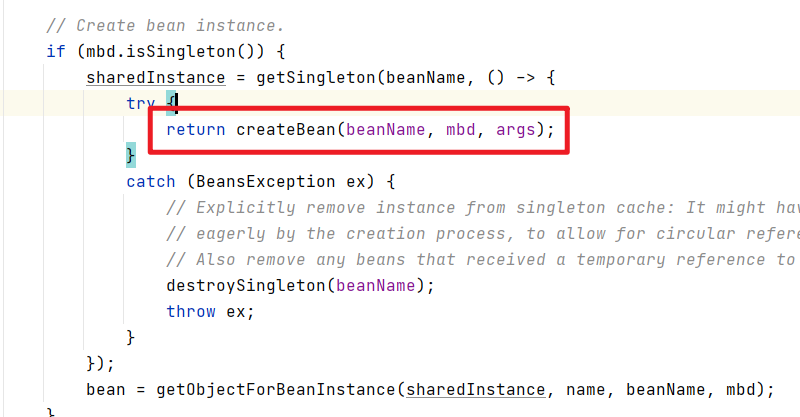 // Create bean instance.
if (mbd.isSingleton()) {
sharedInstance = getSingleton(beanName, () -> {
try {
return createBean(beanName, mbd, args);
}
catch (BeansException ex) {
// Explicitly remove instance from singleton cache: It might hav
// eagerly by the creation process, to allow for circular refere
// Also remove any beans that received a temporary reference to
destroySingleton(beanName);
throw ex;
}
});
bean = getObjectForBeanInstance(sharedInstance, name, beanName, mbd);
}